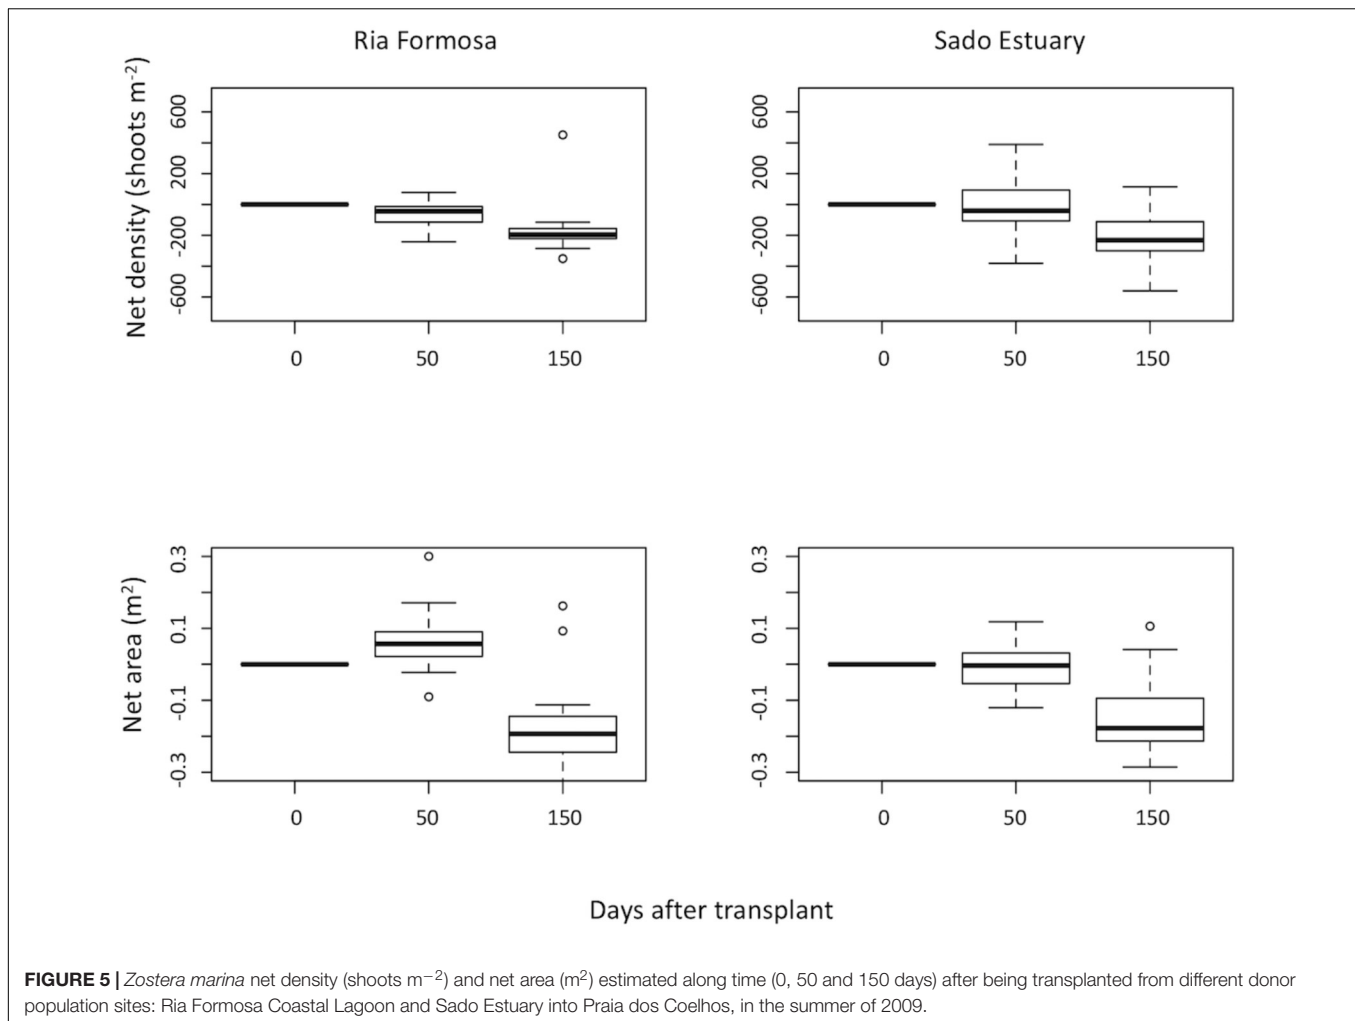 Ria Formosa
Sado Estuary
Net density (shoots m⁻²)
600
200
-200
-600
0 50 150
600
200
-200
-600
0 50 150
Net area (m²)
0.3
0.1
-0.1
-0.3
0 50 150
0.3
0.1
-0.1
-0.3
0 50 150
Days after transplant
FIGURE 5 | Zostera marina net density (shoots m−2) and net area (m2) estimated along time (0, 50 and 150 days) after being transplanted from different donor
population sites: Ria Formosa Coastal Lagoon and Sado Estuary into Praia dos Coelhos, in the summer of 2009.